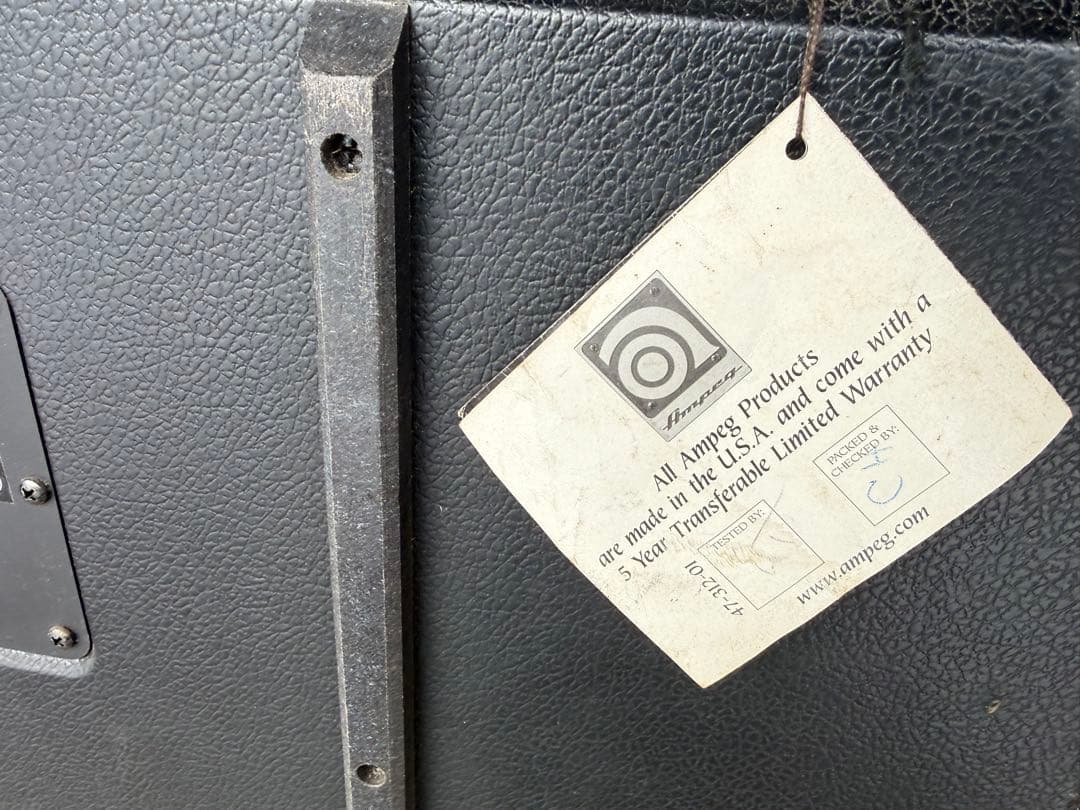 Ampeg
All Ampeg Products
are made in the U.S.A. and come with a
5 Year Transferable Limited Warranty
TESTED BY:
PACKED &
CHECKED BY:
47-312-01
www.ampeg.com